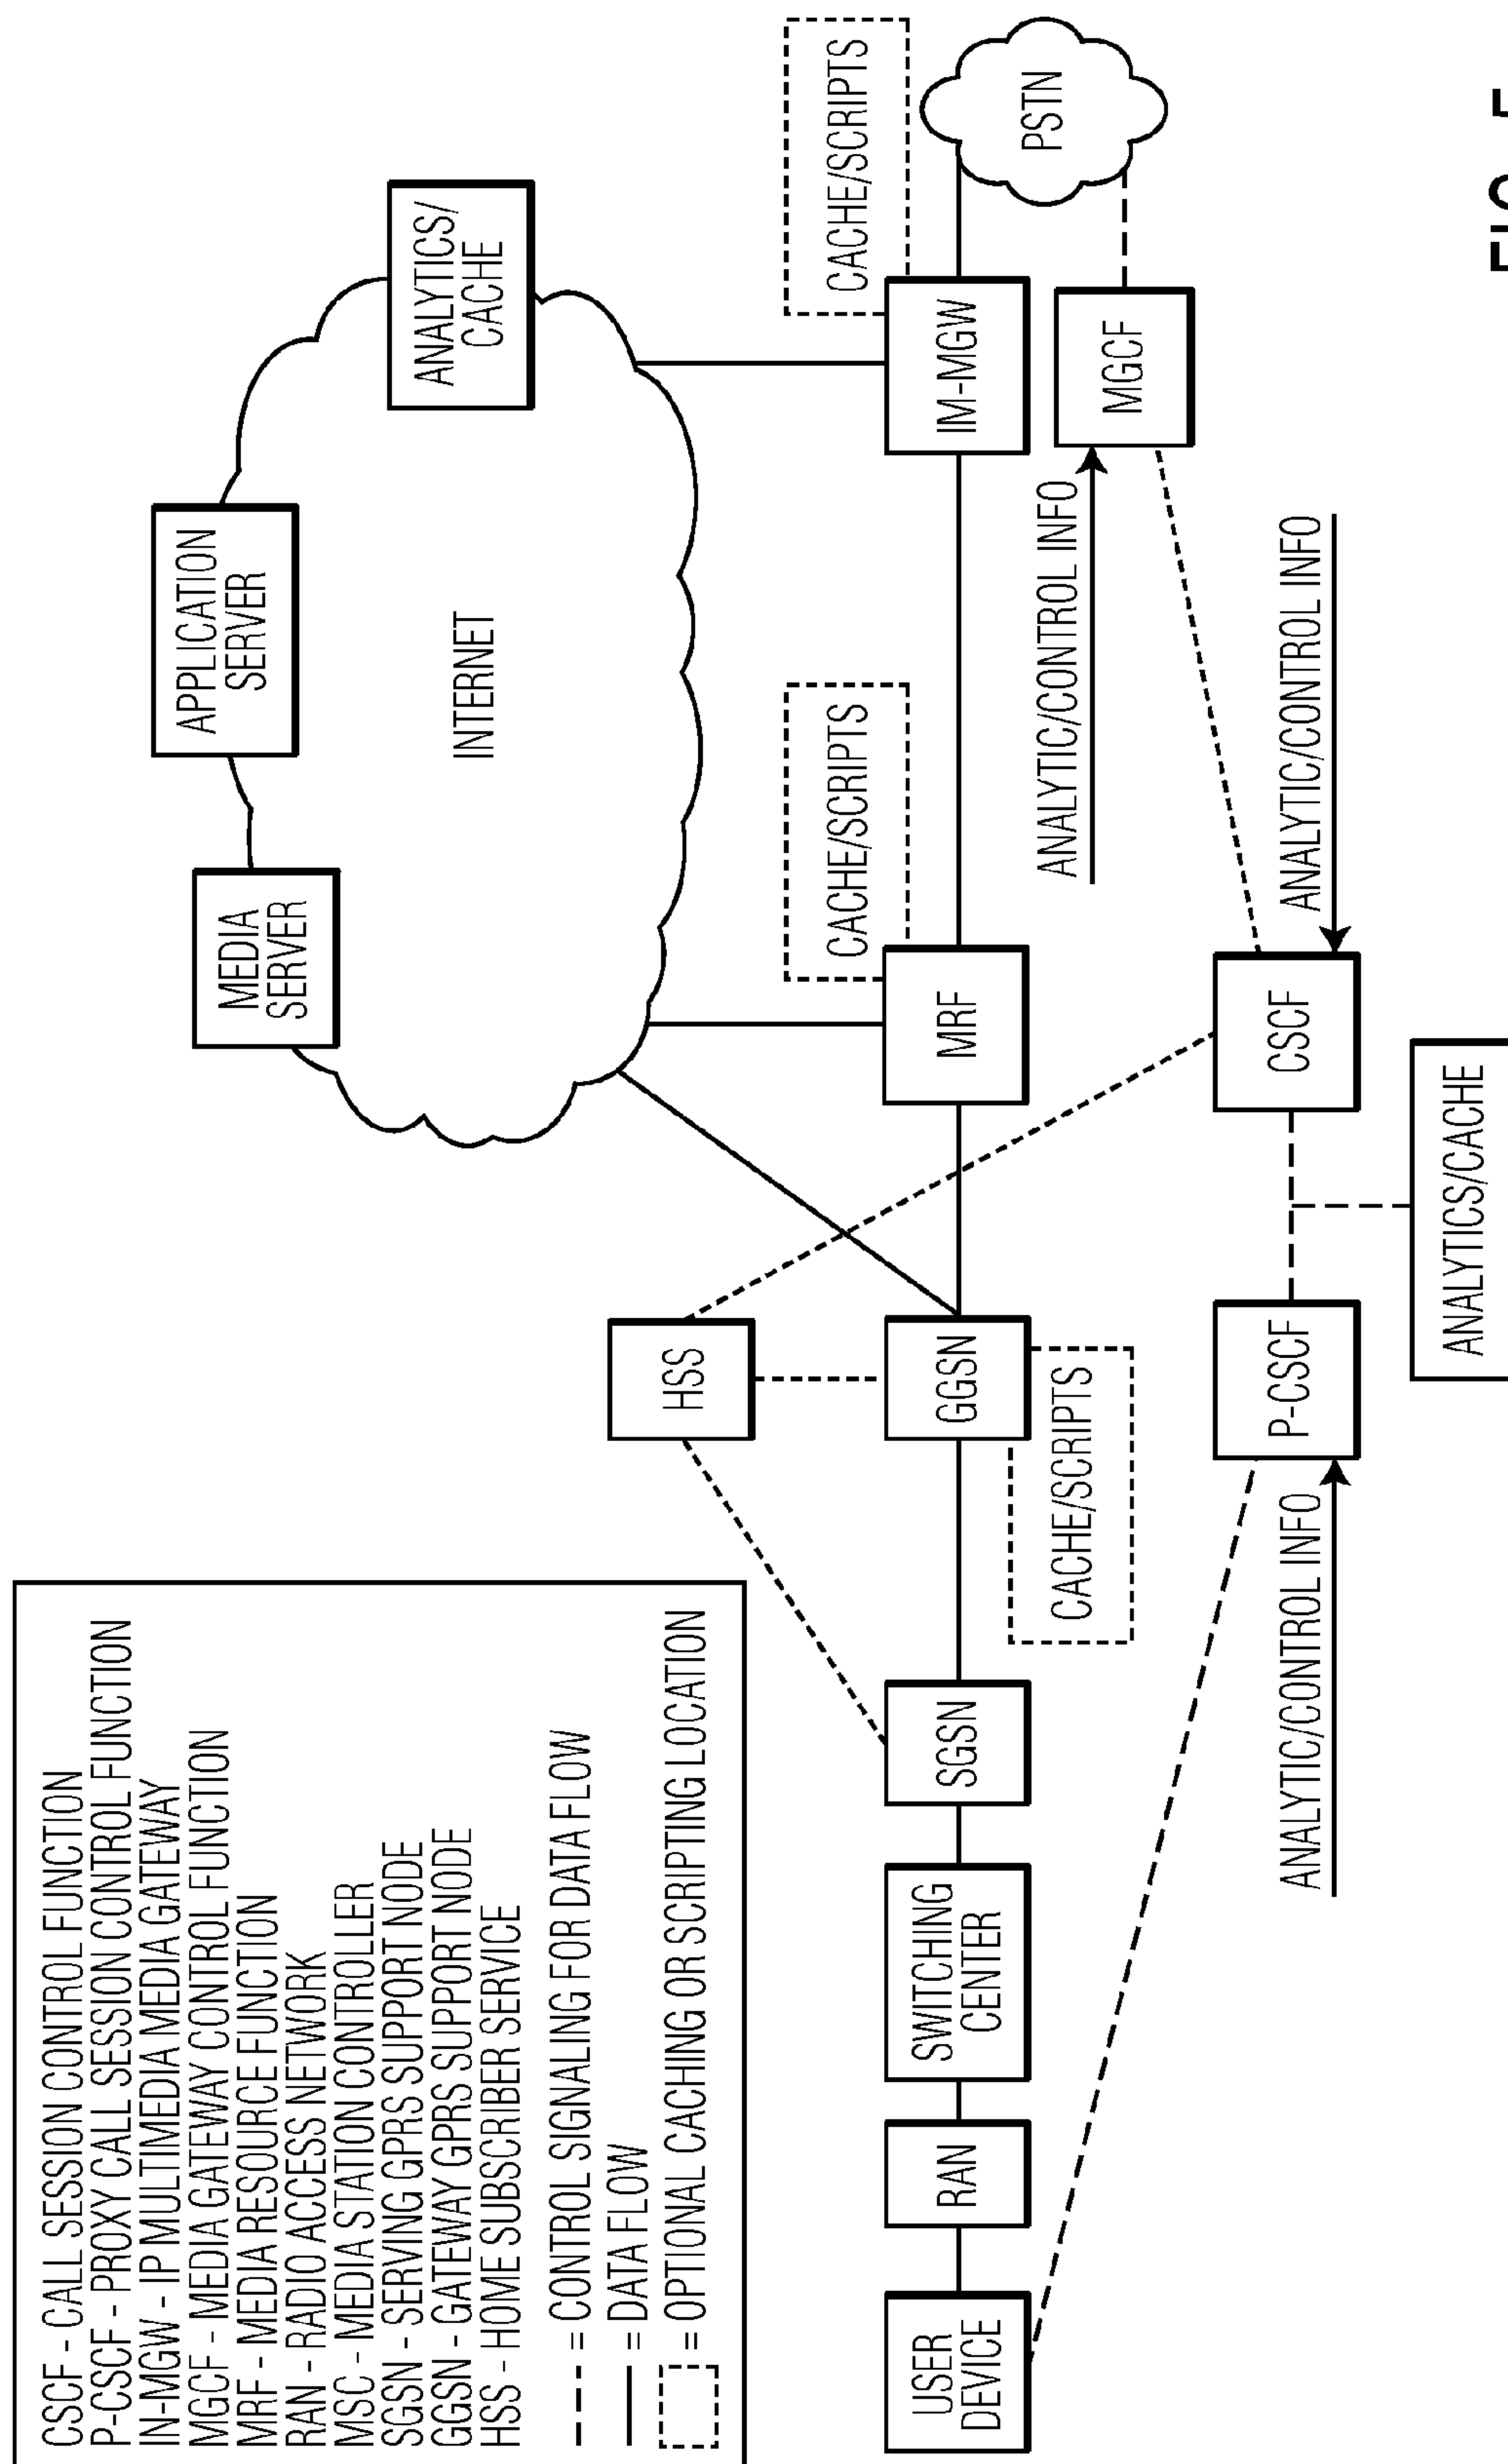 CSCF - CALL SESSION CONTROL FUNCTION
P-CSCF - PROXY CALL SESSION CONTROL FUNCTION
IN-MGW - IP MULTIMEDIA MEDIA GATEWAY
MGCF - MEDIA GATEWAY CONTROL FUNCTION
MRF - MEDIA RESOURCE FUNCTION
RAN - RADIO ACCESS NETWORK
MSC - MEDIA STATION CONTROLLER
SGSN - SERVING GPRS SUPPORT NODE
GGSN - GATEWAY GPRS SUPPORT NODE
HSS - HOME SUBSCRIBER SERVICE
= CONTROL SIGNALING FOR DATA FLOW
= DATA FLOW
= OPTIONAL CACHING OR SCRIPTING LOCATION
MEDIA
SERVER
APPLICATION
SERVER
ANALYTICS/
CACHE
INTERNET
HSS
CACHE/SCRIPTS
CACHE/SCRIPTS
USER
DEVICE
RAN
SWITCHING
CENTER
SGSN
GGSN
MRF
IM-MGW
PSTN
CACHE/SCRIPTS
ANALYTIC/CONTROL INFO
MGCF
ANALYTIC/CONTROL INFO
P-CSCF
CSCF
ANALYTIC/CONTROL INFO
ANALYTICS/CACHE